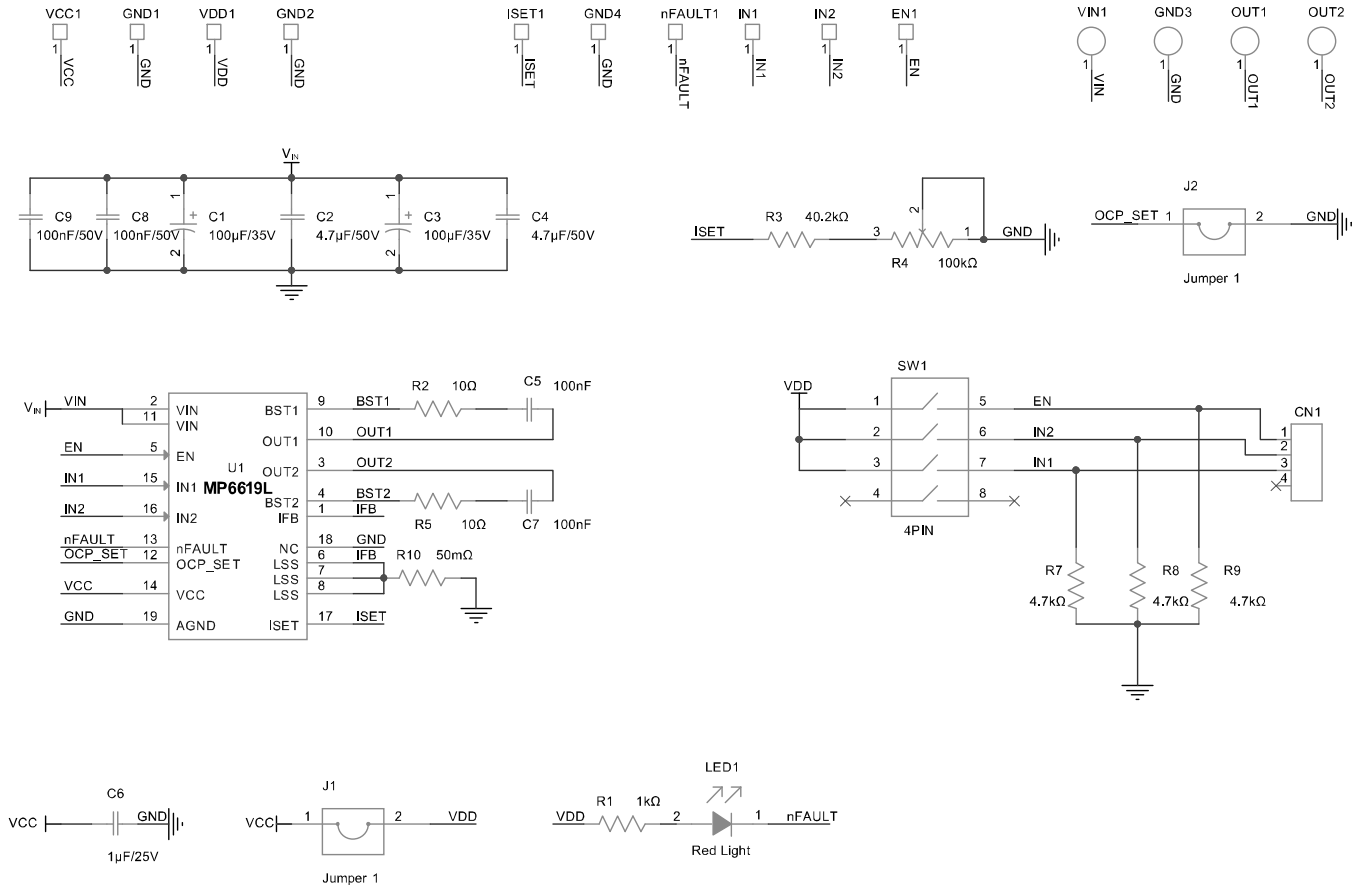 VCC1 GND1 VDD1 GND2 ISET1 GND4 nFAULT1 IN1 IN2 EN1 VIN1 GND3 OUT1 OUT2
1 1 1 1 1 1 1 1 1 1 1 1 1 1
VCC GND VDD GND ISET GND nFAULT IN1 IN2 EN VIN GND OUT1 OUT2
VIN
1 1
C9 C8 + C1 C2 + C3 C4
100nF/50V 100nF/50V 100µF/35V 4.7µF/50V 100µF/35V 4.7µF/50V
2 2
J2
2
R3 40.2kΩ
OCP_SET 1 2 GND
ISET 3 1 GND
R4 100kΩ
Jumper 1
SW1
VDD
R2 10Ω C5 100nF
VIN VIN 2 VIN BST1 9 BST1
11 VIN
OUT1 10 OUT1
EN 5 EN
U1 OUT2 3 OUT2
IN1 15 IN1 MP6619L
BST2 4 BST2
IN2 16 IN2 IFB 1 IFB
R5 10Ω C7 100nF
nFAULT 13 nFAULT NC 18 GND
OCP_SET 12 OCP_SET LSS 6 IFB R10 50mΩ
LSS 7
VCC 14 VCC LSS 8
GND 19 AGND ISET 17 ISET
1 5 EN CN1
2 6 IN2 1
2
3 7 IN1 3
4
4 8
4PIN
R7 R8 R9
4.7kΩ 4.7kΩ 4.7kΩ
C6
VCC GND
1µF/25V
J1
VCC 1 2 VDD
Jumper 1
LED1
VDD R1 1kΩ 2 1 nFAULT
Red Light